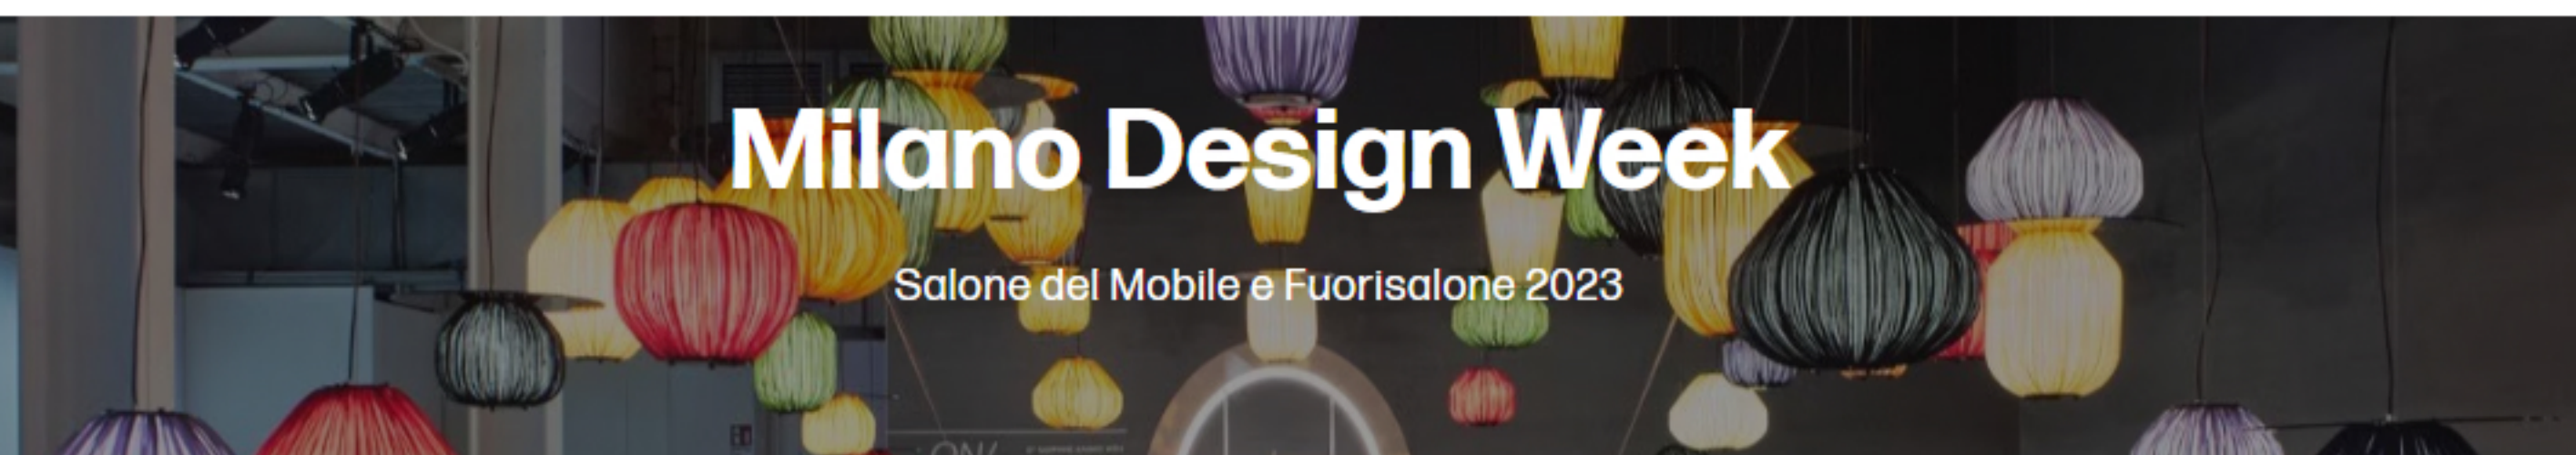 Milano Design Week
Salone del Mobile e Fuorisalone 2023